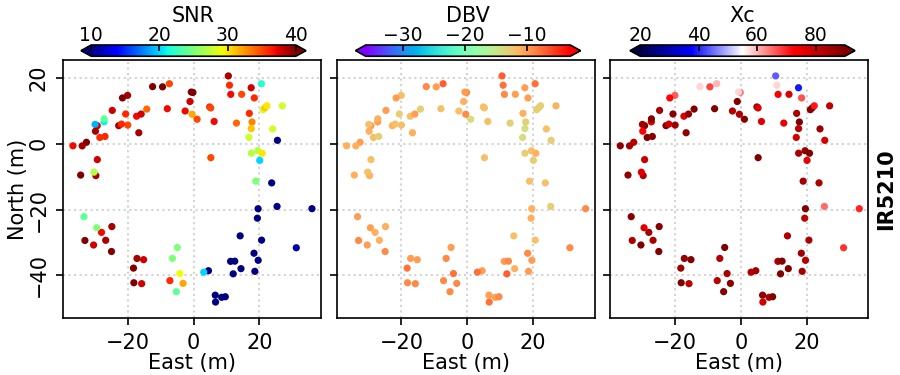 SNR DBV Xc
10 20 30 40 −30 −20 −10 20 40 60 80
20
0
−20
−40
North (m)
−20 0 20 −20 0 20 −20 0 20
East (m) East (m) East (m)
IR5210